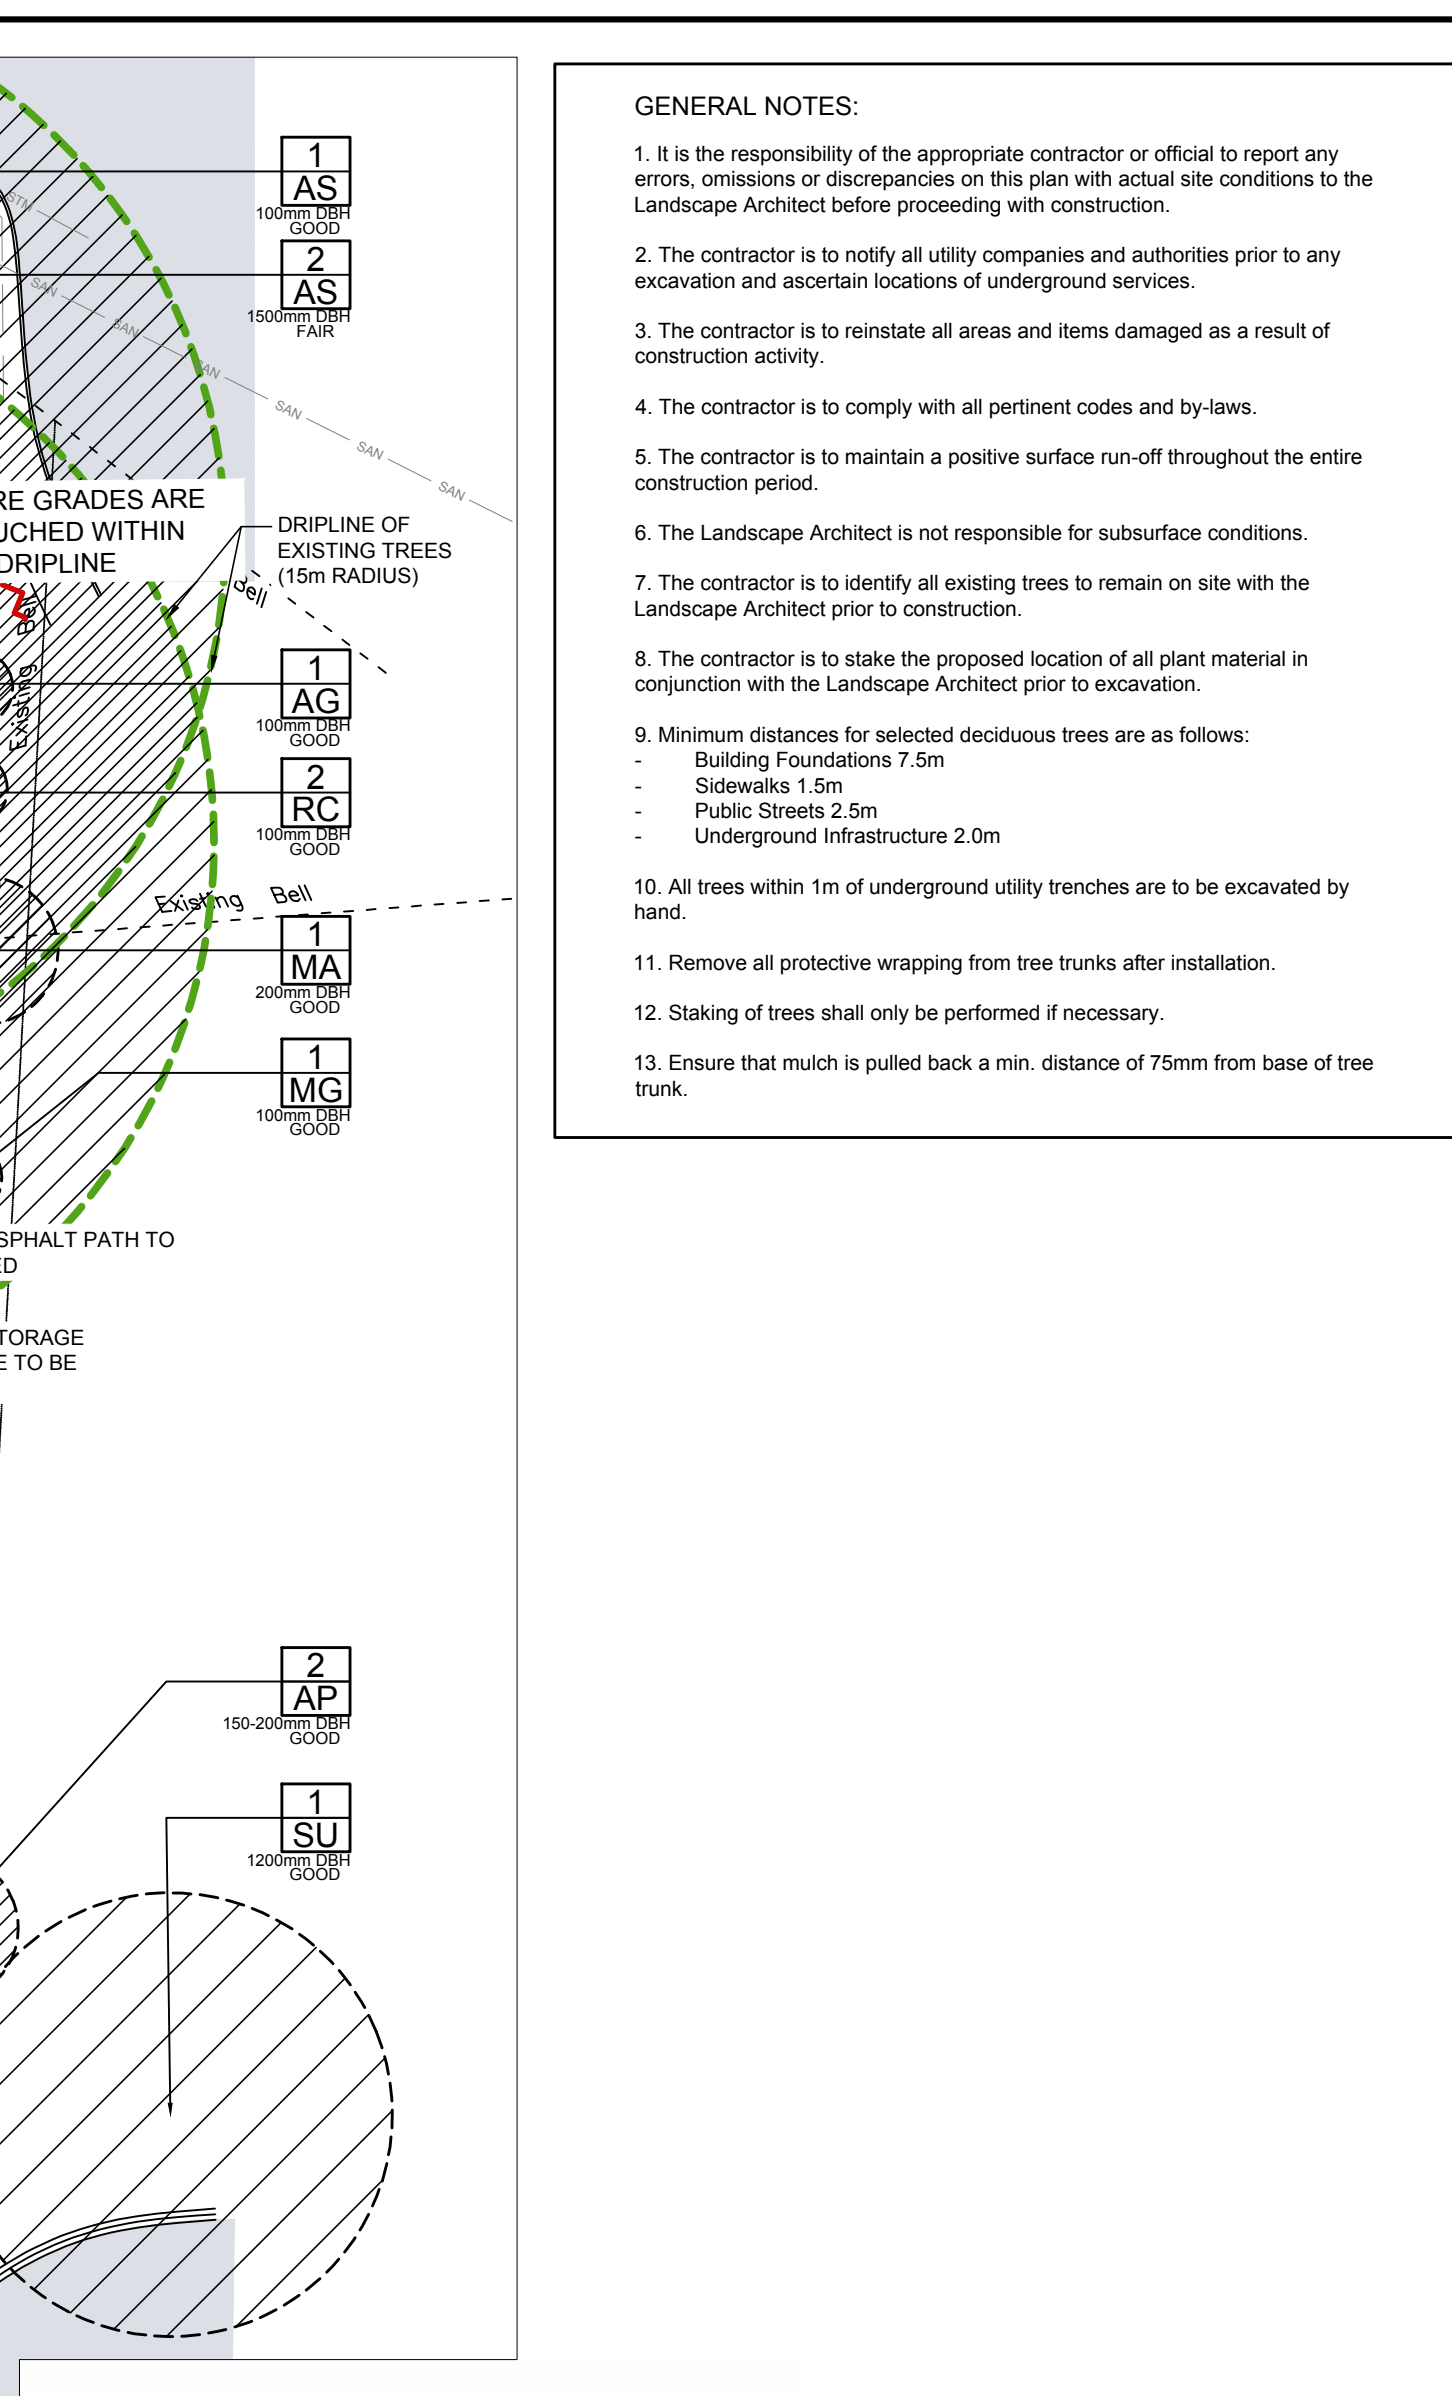 1
AS
100mm DBH
GOOD
2
AS
1500mm DBH
FAIR
STM
SAN
SAN
SAN
SAN
SAN
SAN
RE GRADES ARE
UCHED WITHIN
DRIPLINE
DRIPLINE OF
EXISTING TREES
(15m RADIUS)
Bell
Existing Bell
1
AG
100mm DBH
GOOD
2
RC
100mm DBH
GOOD
Existing Bell
1
MA
200mm DBH
GOOD
1
MG
100mm DBH
GOOD
SPHALT PATH TO
ED
TORAGE
E TO BE
2
AP
150-200mm DBH
GOOD
1
SU
1200mm DBH
GOOD
GENERAL NOTES:
1. It is the responsibility of the appropriate contractor or official to report any
errors, omissions or discrepancies on this plan with actual site conditions to the
Landscape Architect before proceeding with construction.
2. The contractor is to notify all utility companies and authorities prior to any
excavation and ascertain locations of underground services.
3. The contractor is to reinstate all areas and items damaged as a result of
construction activity.
4. The contractor is to comply with all pertinent codes and by-laws.
5. The contractor is to maintain a positive surface run-off throughout the entire
construction period.
6. The Landscape Architect is not responsible for subsurface conditions.
7. The contractor is to identify all existing trees to remain on site with the
Landscape Architect prior to construction.
8. The contractor is to stake the proposed location of all plant material in
conjunction with the Landscape Architect prior to excavation.
9. Minimum distances for selected deciduous trees are as follows:
- Building Foundations 7.5m
- Sidewalks 1.5m
- Public Streets 2.5m
- Underground Infrastructure 2.0m
10. All trees within 1m of underground utility trenches are to be excavated by
hand.
11. Remove all protective wrapping from tree trunks after installation.
12. Staking of trees shall only be performed if necessary.
13. Ensure that mulch is pulled back a min. distance of 75mm from base of tree
trunk.